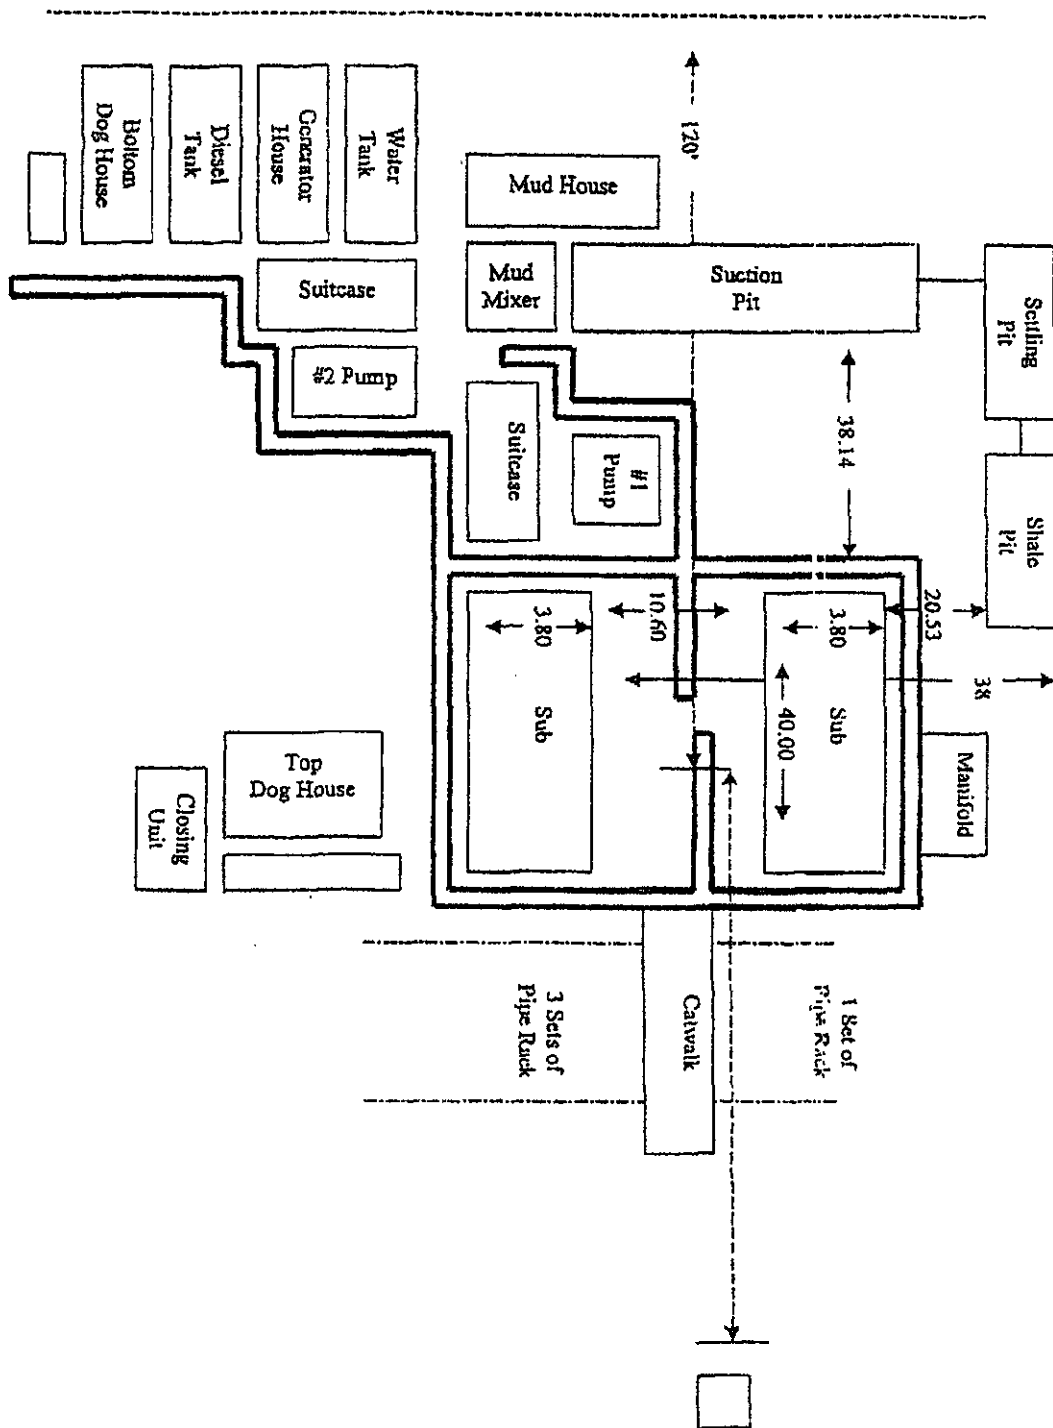 120'
Water
Tank
Generator
House
Diesel
Tank
Bottom
Dog House
Mud House
Mud
Mixer
Suction
Pit
Settling
Pit
Suitcase
#2 Pump
38.14
Suitcase
#1
Pump
Shale
Pit
3.80
10.60
3.80
20.53
38
40.00
Sub
Sub
Manifold
Top
Dog House
Closing
Unit
3 Sets of
Pipe Rack
Catwalk
1 Set of
Pipe Rack